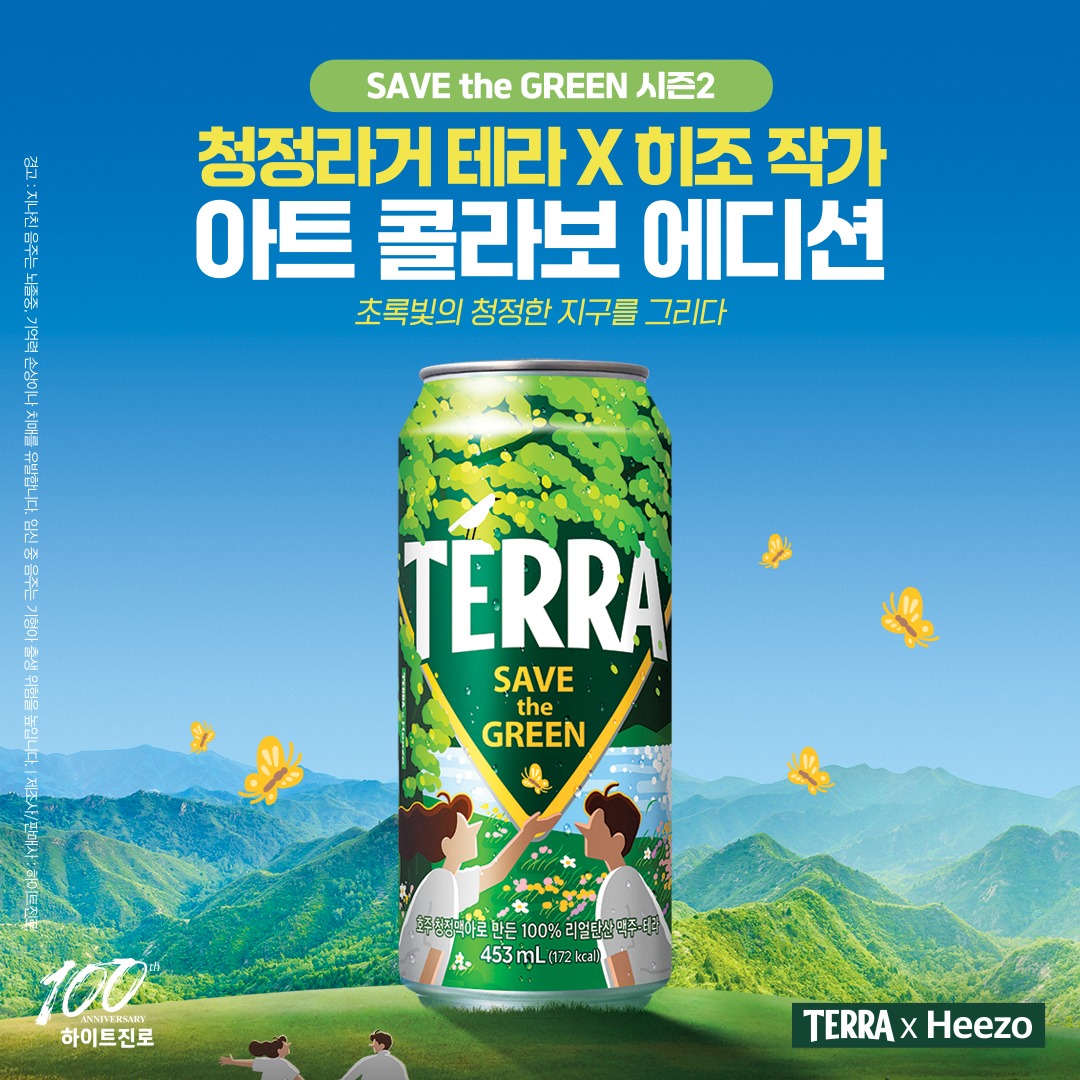 SAVE the GREEN 시즌2
청정라거 테라 X 히조 작가
아트 콜라보 에디션
초록빛의 청정한 지구를 그리다
경고 : 지나친 음주는 뇌졸중, 기억력 손상이나 치매를 유발합니다. 임신 중 음주는 기형아 출생 위험을 높입니다. | 제조사/판매사 : 하이트진로
TERRA
SAVE
the
GREEN
호주 청정맥아로 만든 100% 리얼탄산 맥주-테라
453 mL (172 kcal)
100th
ANNIVERSARY
하이트진로
TERRA x Heezo